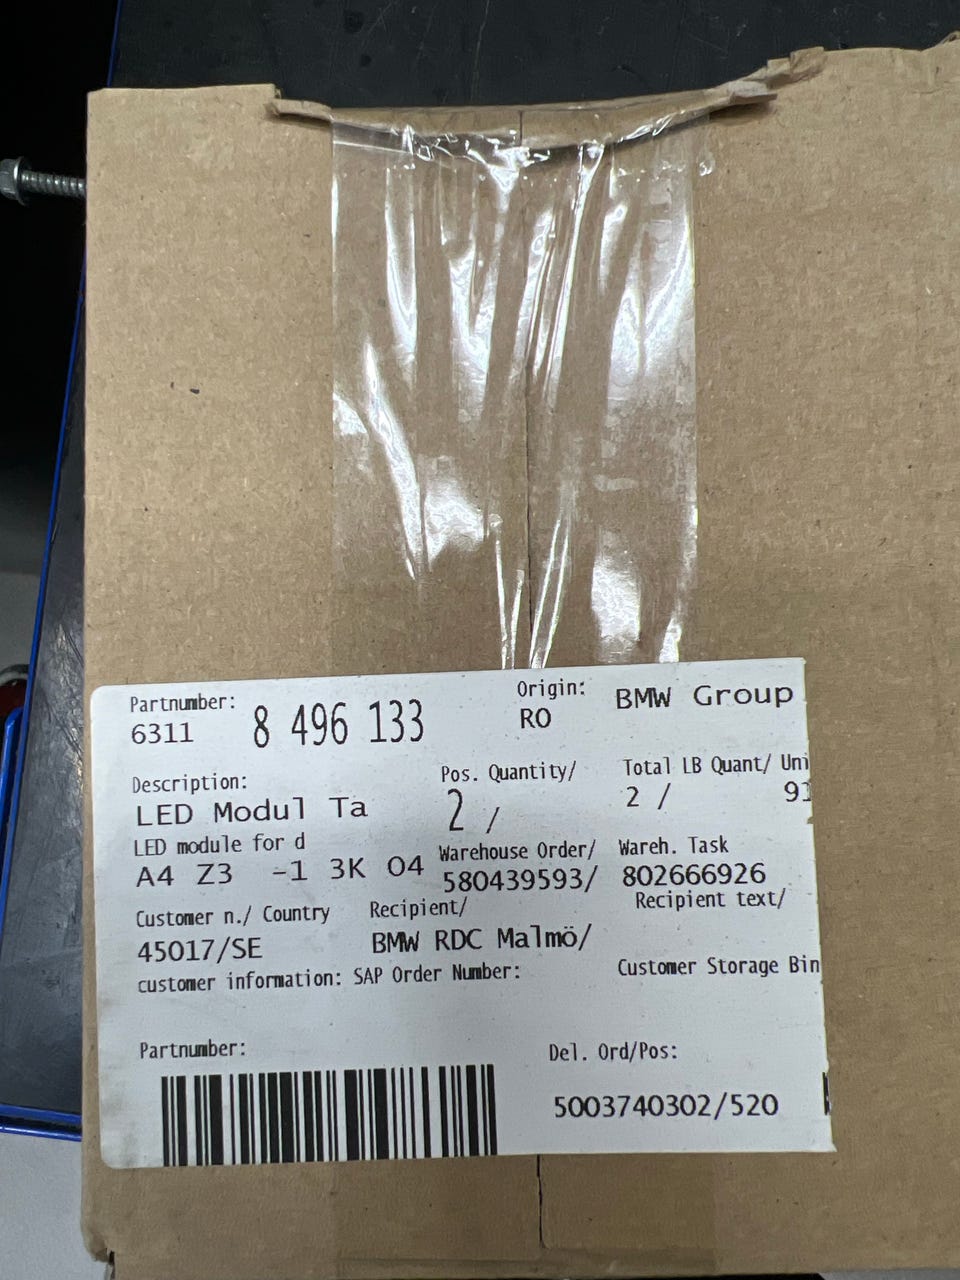 Partnumber: Origin: BMW Group
6311 8 496 133 RO
Description: Pos. Quantity/ Total LB Quant/ Uni
LED Modul Ta 2 / 2 / 91
LED module for d Warehouse Order/ Wareh. Task
A4 Z3 -1 3K 04 580439593/ 802666926
Customer n./ Country Recipient/ Recipient text/
45017/SE BMW RDC Malmö/
customer information: SAP Order Number: Customer Storage Bin
Partnumber: Del. Ord/Pos:
5003740302/520